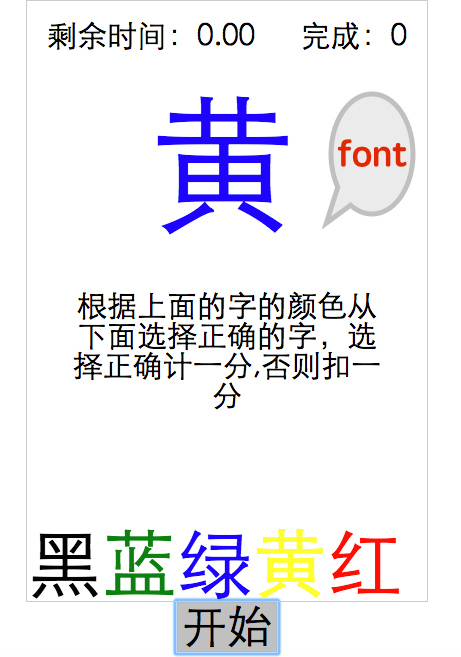 剩余时间：0.00 完成：0
黄
font
根据上面的字的颜色从
下面选择正确的字，选
择正确计一分,否则扣一
分
黑蓝绿黄红
开始